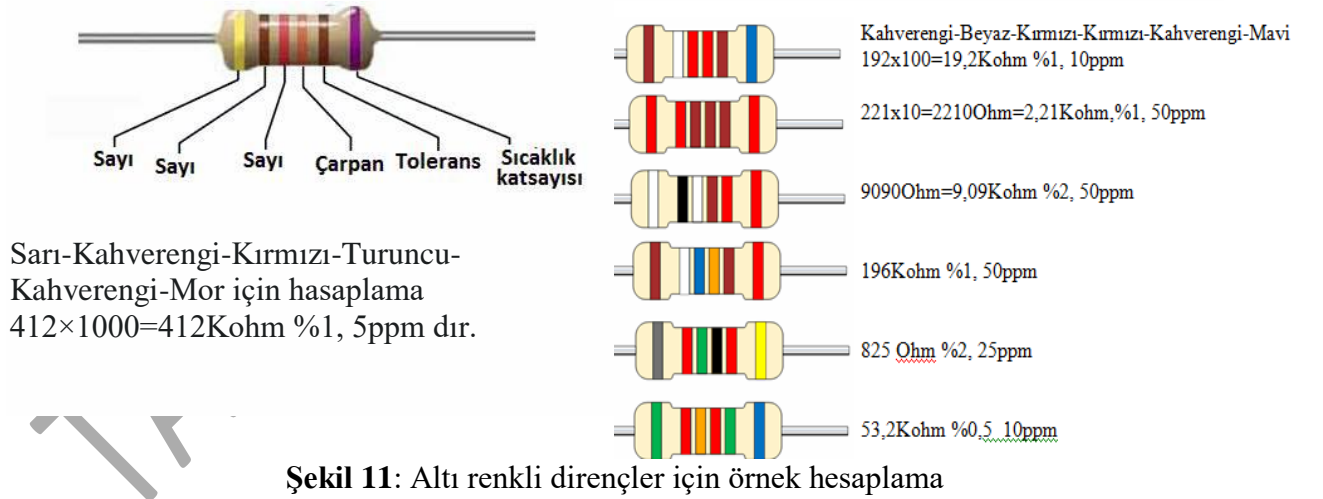 Sayı
Sayı
Sayı
Çarpan
Tolerans
Sıcaklık
katsayısı
Sarı-Kahverengi-Kırmızı-Turuncu-
Kahverengi-Mor için hasaplama
412×1000=412Kohm %1, 5ppm dır.
Kahverengi-Beyaz-Kırmızı-Kırmızı-Kahverengi-Mavi
192x100=19,2Kohm %1, 10ppm
221x10=2210Ohm=2,21Kohm,%1, 50ppm
9090Ohm=9,09Kohm %2, 50ppm
196Kohm %1, 50ppm
825 Ohm %2, 25ppm
53,2Kohm %0,5 10ppm
Şekil 11: Altı renkli dirençler için örnek hesaplama